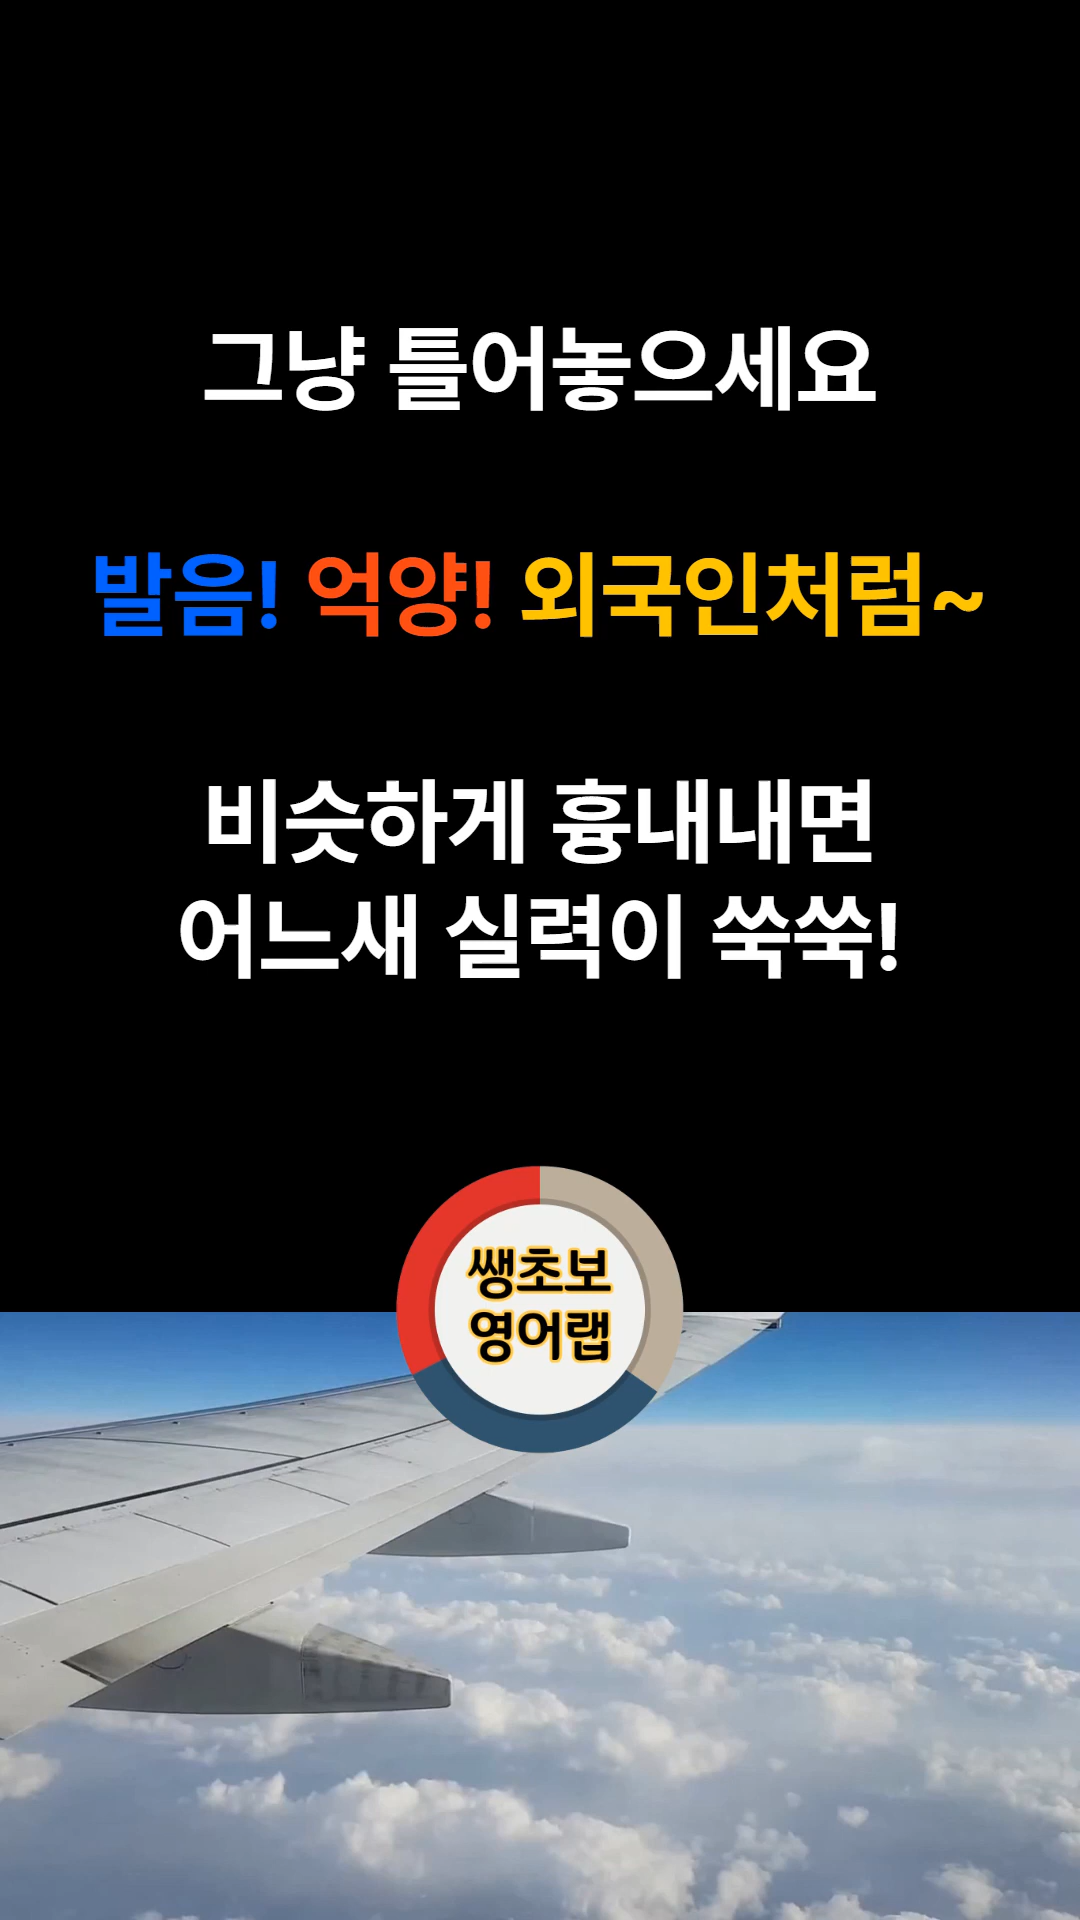 그냥 틀어놓으세요
발음! 억양! 외국인처럼~
비슷하게 흉내내면
어느새 실력이 쑥쑥!
쌩초보
영어랩